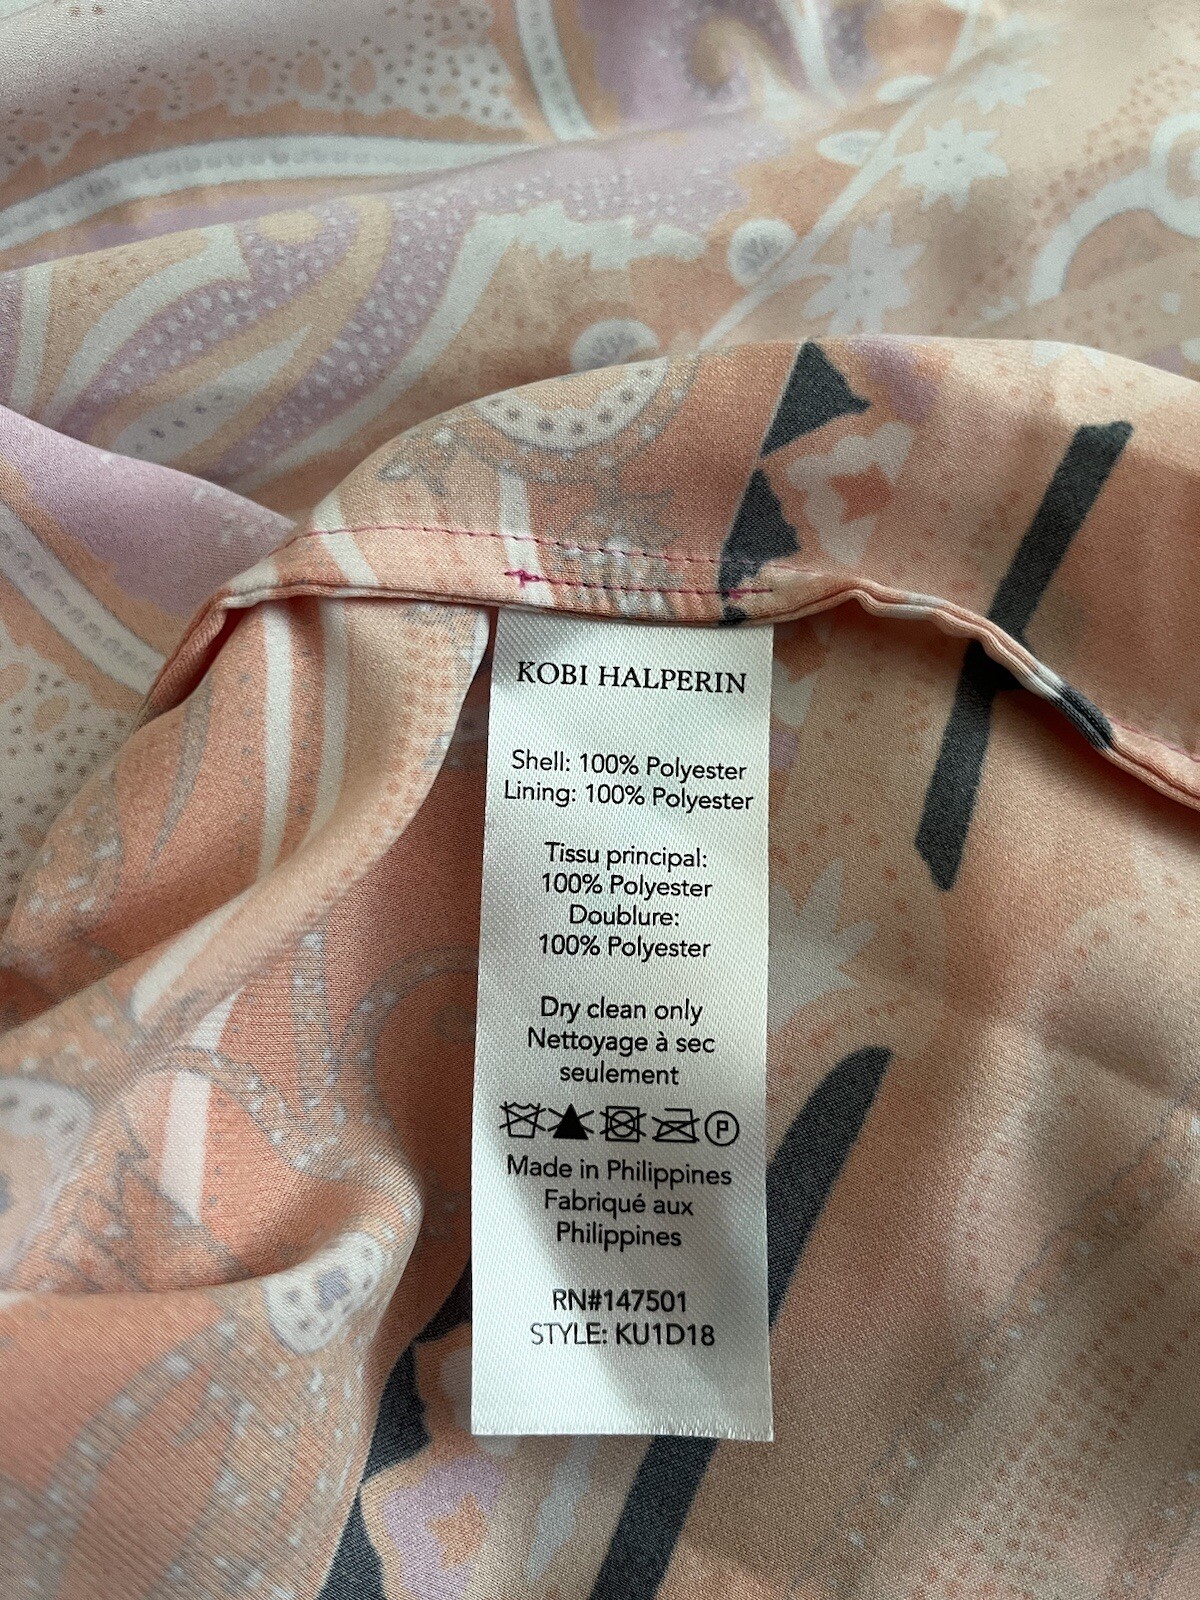 KOBI HALPERIN
Shell: 100% Polyester
Lining: 100% Polyester
Tissu principal:
100% Polyester
Doublure:
100% Polyester
Dry clean only
Nettoyage à sec
seulement
P
Made in Philippines
Fabriqué aux
Philippines
RN#147501
STYLE: KU1D18